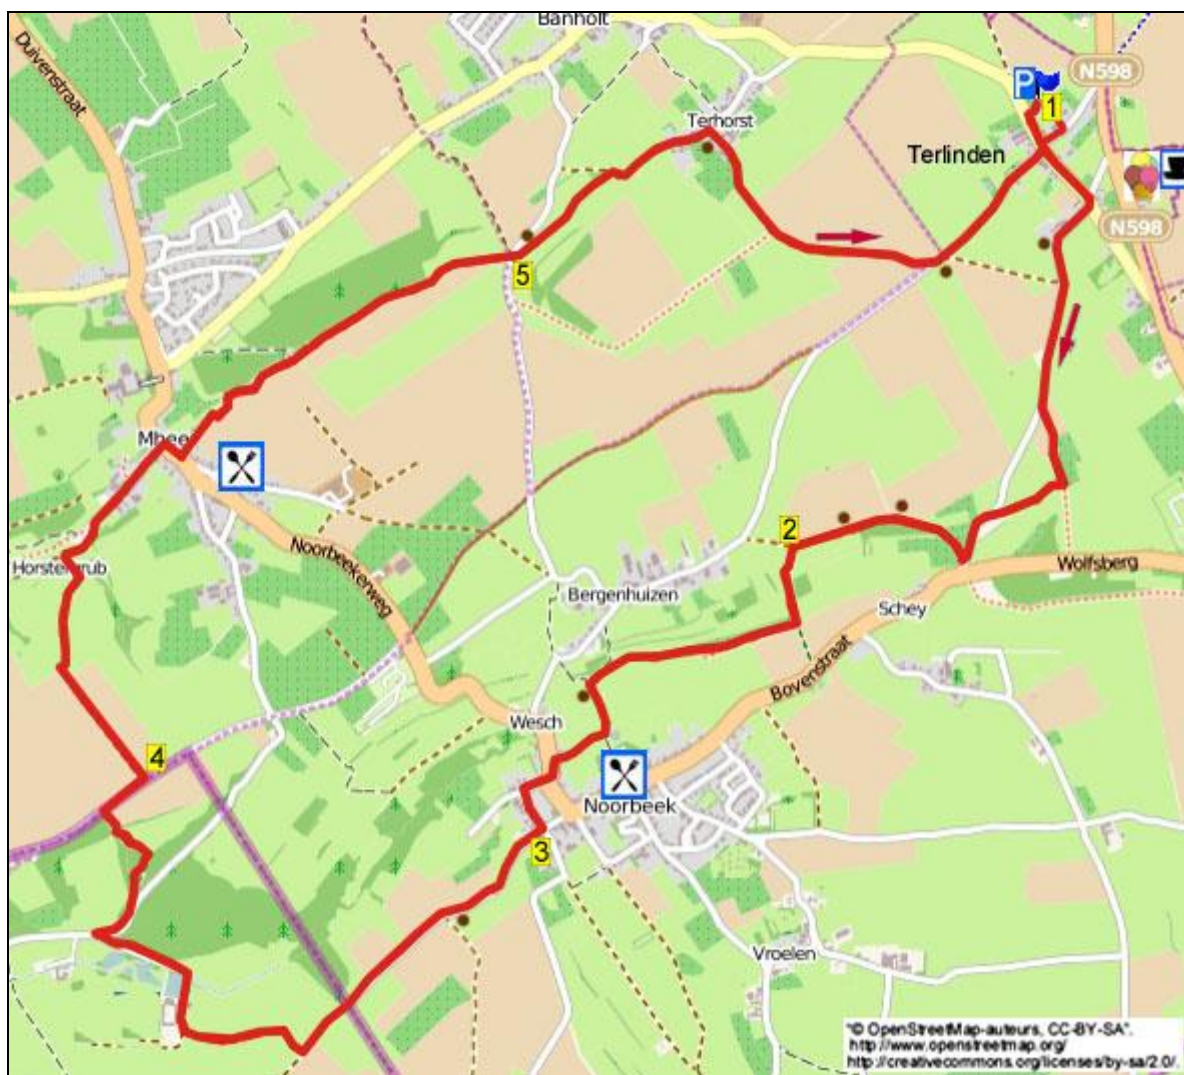 Banholt
Duivenstraat
N598
P
1
Terhorst
Terlinden
N598
5
Mheer
2
Noorbeekerweg
Horstergrub
Wolfsberg
Bergenhuizen
Schey
Bovenstraat
Wesch
4
Noorbeek
3
Vroelen
"© OpenStreetMap-auteurs, CC-BY-SA".
http://www.openstreetmap.org/
http://creativecommons.org/licenses/by-sa/2.0/.